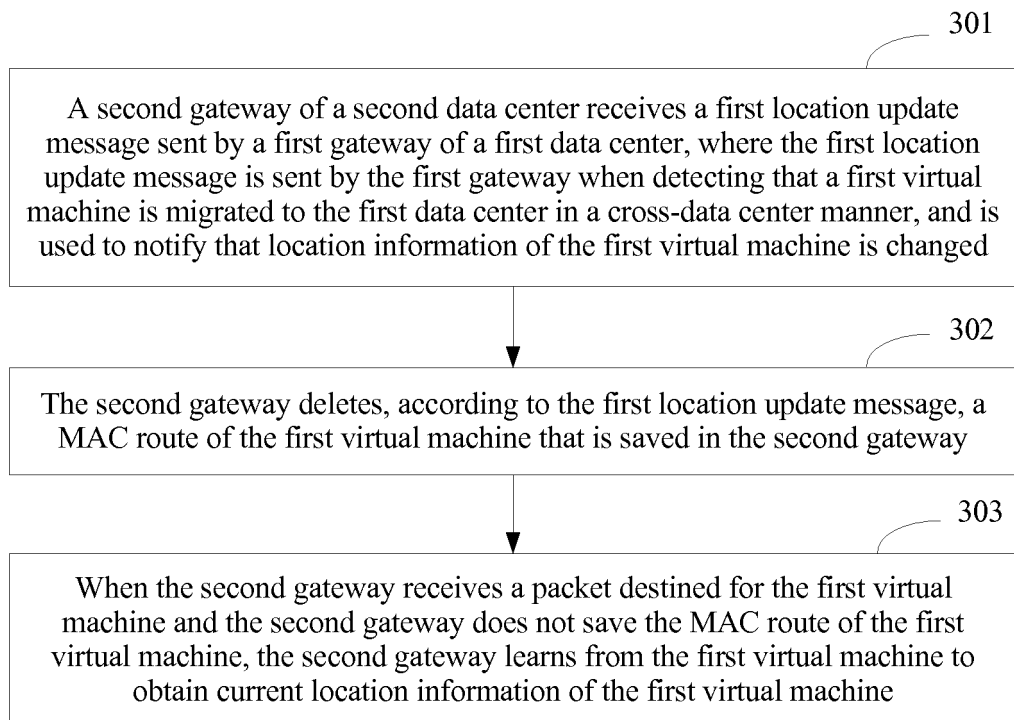 301
A second gateway of a second data center receives a first location update
message sent by a first gateway of a first data center, where the first location
update message is sent by the first gateway when detecting that a first virtual
machine is migrated to the first data center in a cross-data center manner, and is
used to notify that location information of the first virtual machine is changed
302
The second gateway deletes, according to the first location update message, a
MAC route of the first virtual machine that is saved in the second gateway
303
When the second gateway receives a packet destined for the first virtual
machine and the second gateway does not save the MAC route of the first
virtual machine, the second gateway learns from the first virtual machine to
obtain current location information of the first virtual machine